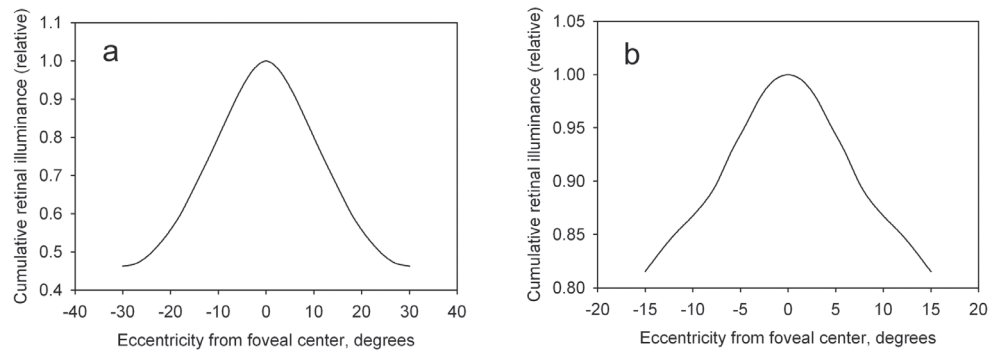 a
Cumulative retinal illuminance (relative)
1.1
1.0
0.9
0.8
0.7
0.6
0.5
0.4
-40 -30 -20 -10 0 10 20 30 40
Eccentricity from foveal center, degrees
b
Cumulative retinal illuminance (relative)
1.05
1.00
0.95
0.90
0.85
0.80
-20 -15 -10 -5 0 5 10 15 20
Eccentricity from foveal center, degrees